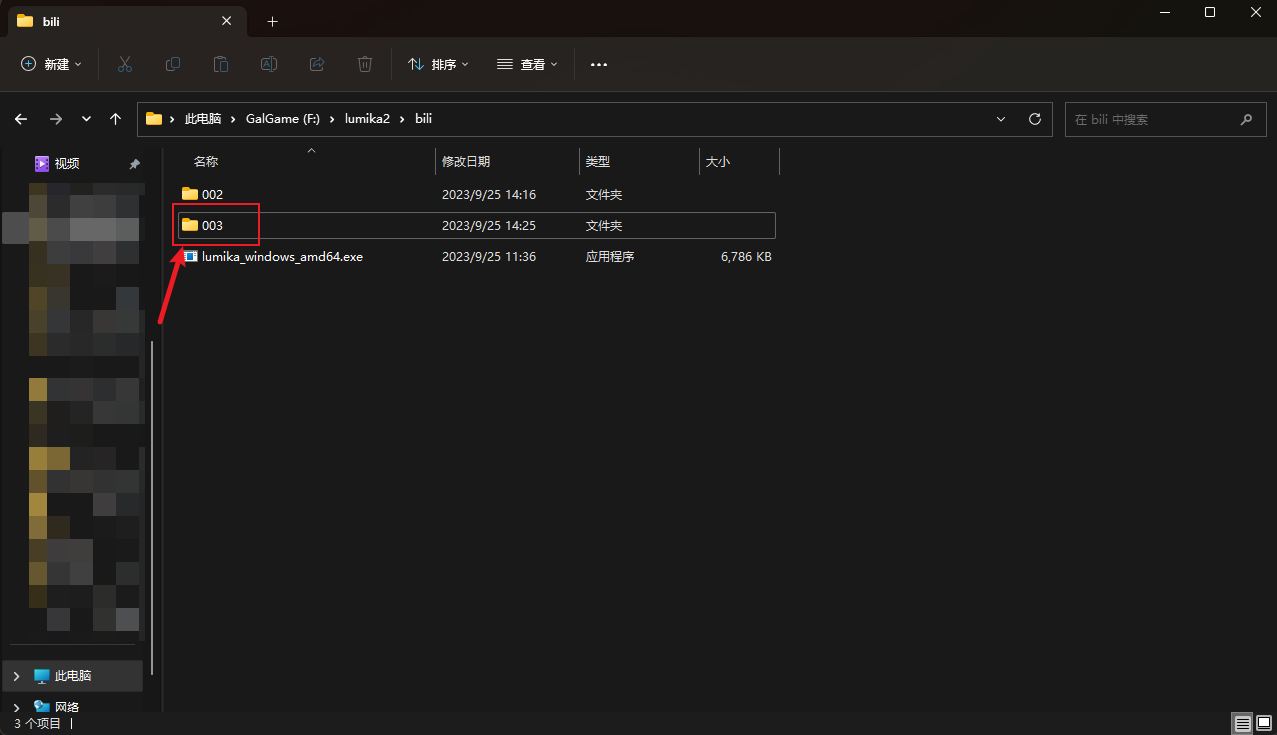 bili
新建
排序
查看
此电脑 GalGame (F:) lumika2 bili
在 bili 中搜索
视频
名称 修改日期 类型 大小
002 2023/9/25 14:16 文件夹
003 2023/9/25 14:25 文件夹
lumika_windows_amd64.exe 2023/9/25 11:36 应用程序 6,786 KB
此电脑
网络
3 个项目